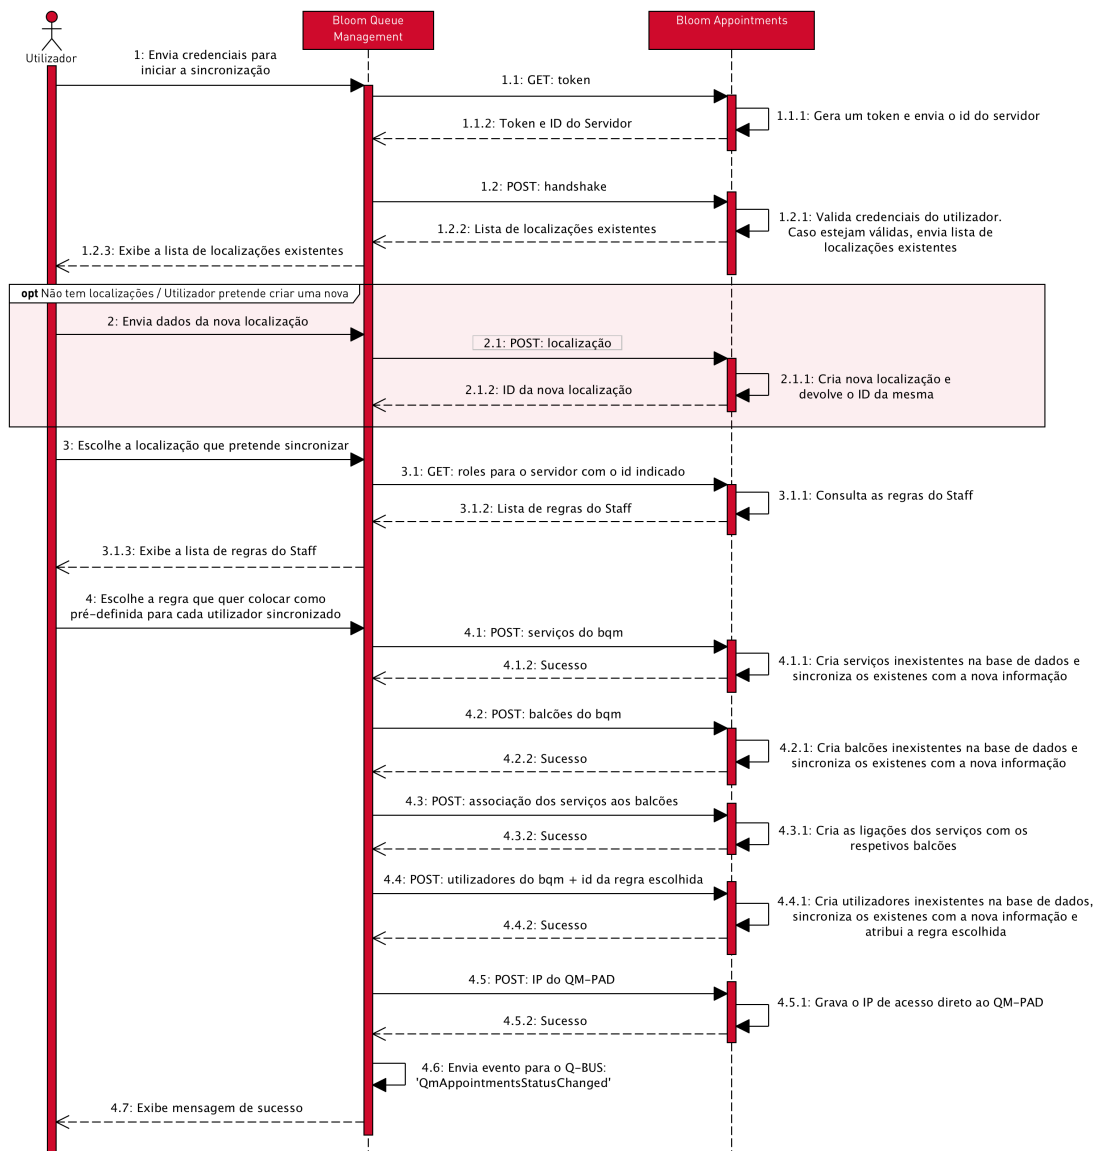 Utilizador
Bloom Queue
Management
Bloom Appointments
1: Envia credenciais para
iniciar a sincronização
1.1: GET: token
1.1.1: Gera um token e envia o id do servidor
1.1.2: Token e ID do Servidor
1.2: POST: handshake
1.2.1: Valida credenciais do utilizador.
Caso estejam válidas, envia lista de
localizações existentes
1.2.2: Lista de localizações existentes
1.2.3: Exibe a lista de localizações existentes
opt Não tem localizações / Utilizador pretende criar uma nova
2: Envia dados da nova localização
2.1: POST: localização
2.1.1: Cria nova localização e
devolve o ID da mesma
2.1.2: ID da nova localização
3: Escolhe a localização que pretende sincronizar
3.1: GET: roles para o servidor com o id indicado
3.1.1: Consulta as regras do Staff
3.1.2: Lista de regras do Staff
3.1.3: Exibe a lista de regras do Staff
4: Escolhe a regra que quer colocar como
pré-definida para cada utilizador sincronizado
4.1: POST: serviços do bqm
4.1.1: Cria serviços inexistentes na base de dados e
sincroniza os existenes com a nova informação
4.1.2: Sucesso
4.2: POST: balcões do bqm
4.2.1: Cria balcões inexistentes na base de dados e
sincroniza os existenes com a nova informação
4.2.2: Sucesso
4.3: POST: associação dos serviços aos balcões
4.3.1: Cria as ligações dos serviços com os
respetivos balcões
4.3.2: Sucesso
4.4: POST: utilizadores do bqm + id da regra escolhida
4.4.1: Cria utilizadores inexistentes na base de dados,
sincroniza os existenes com a nova informação e
atribui a regra escolhida
4.4.2: Sucesso
4.5: POST: IP do QM-PAD
4.5.1: Grava o IP de acesso direto ao QM-PAD
4.5.2: Sucesso
4.6: Envia evento para o Q-BUS:
'QmAppointmentsStatusChanged'
4.7: Exibe mensagem de sucesso